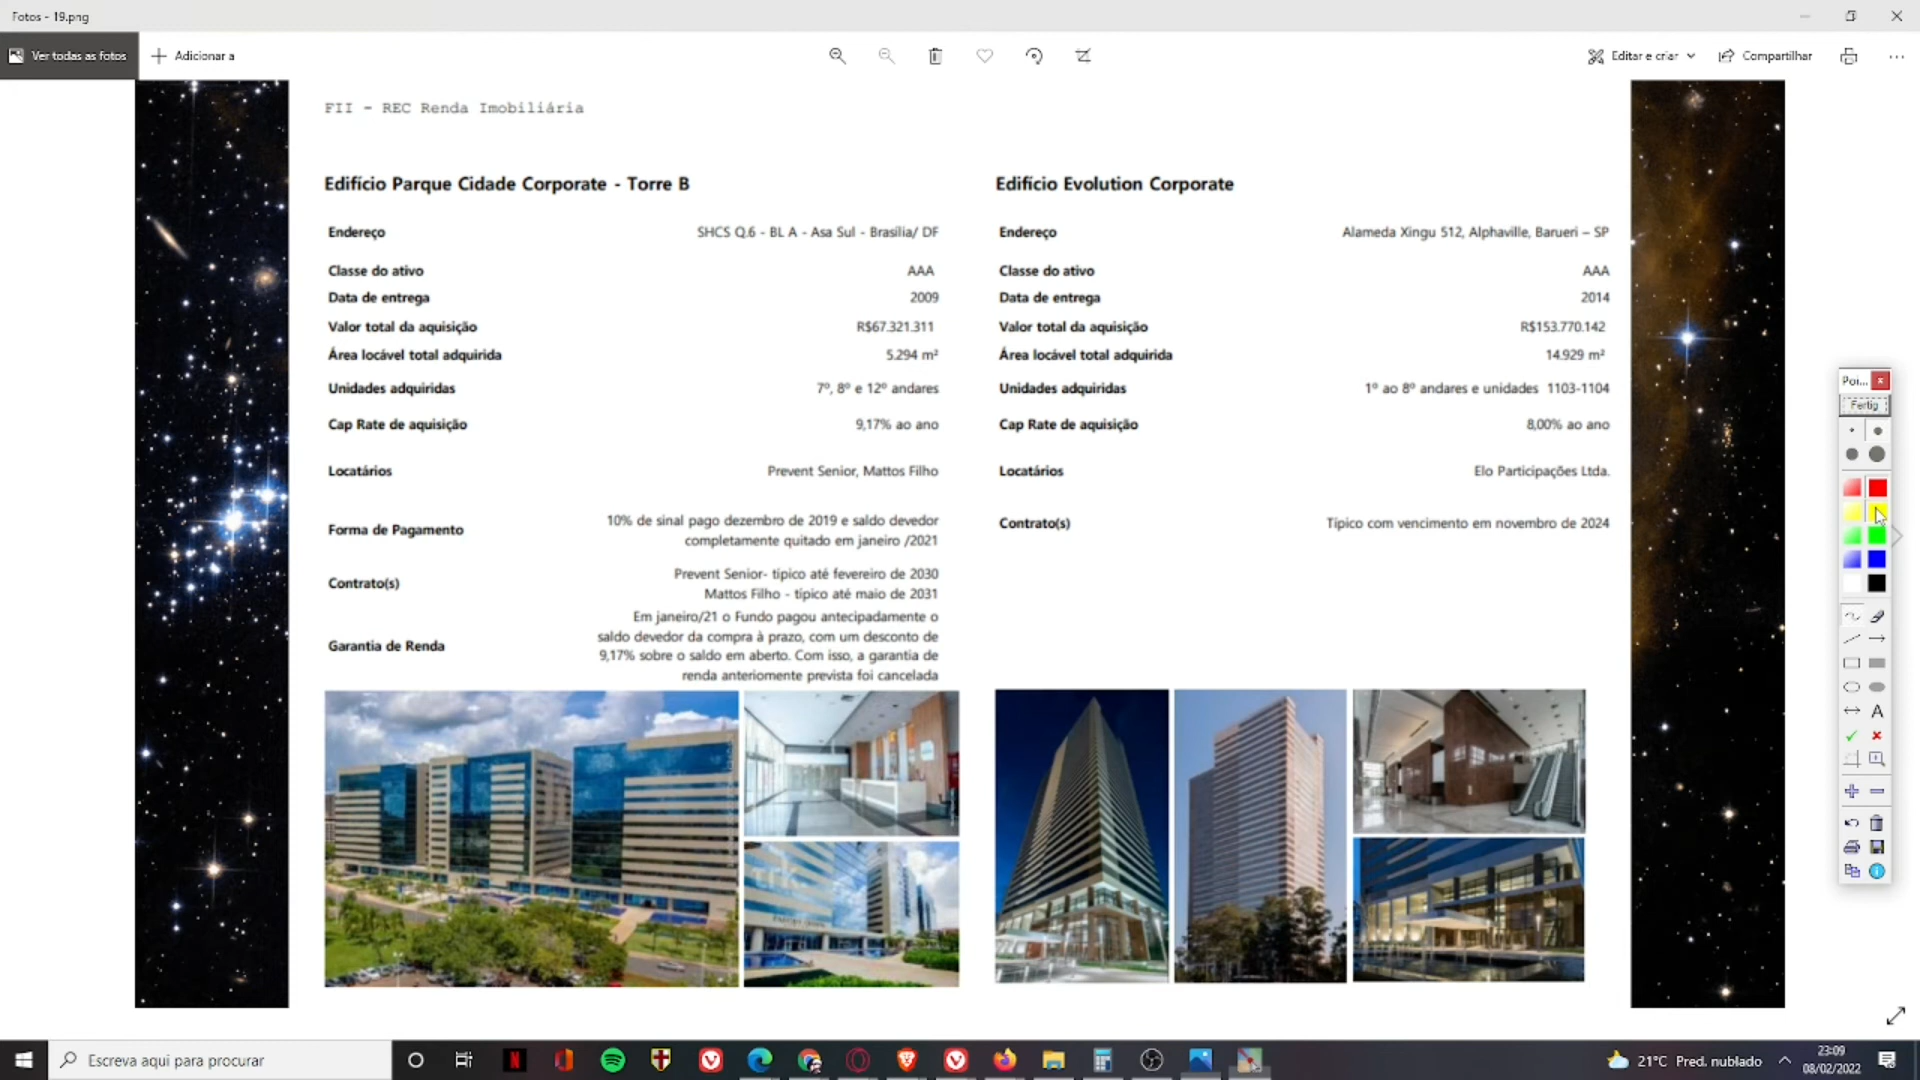 Fotos - 19.png
Ver todas as fotos
Adicionar a
Editar e criar
Compartilhar
FII - REC Renda Imobiliária
Edifício Parque Cidade Corporate - Torre B
Endereço SHCS Q.6 - BL A - Asa Sul - Brasília/ DF
Classe do ativo AAA
Data de entrega 2009
Valor total da aquisição R$67.321.311
Área locável total adquirida 5.294 m²
Unidades adquiridas 7º, 8º e 12º andares
Cap Rate de aquisição 9,17% ao ano
Locatários Prevent Senior, Mattos Filho
Forma de Pagamento 10% de sinal pago dezembro de 2019 e saldo devedor
completamente quitado em janeiro /2021
Contrato(s) Prevent Senior- típico até fevereiro de 2030
Mattos Filho - típico até maio de 2031
Garantia de Renda Em janeiro/21 o Fundo pagou antecipadamente o
saldo devedor da compra à prazo, com um desconto de
9,17% sobre o saldo em aberto. Com isso, a garantia de
renda anteriomente prevista foi cancelada
Edifício Evolution Corporate
Endereço Alameda Xingu 512, Alphaville, Barueri – SP
Classe do ativo AAA
Data de entrega 2014
Valor total da aquisição R$153.770.142
Área locável total adquirida 14.929 m²
Unidades adquiridas 1º ao 8º andares e unidades 1103-1104
Cap Rate de aquisição 8,00% ao ano
Locatários Elo Participações Ltda.
Contrato(s) Típico com vencimento em novembro de 2024
Poi...
Fertig
A
Escreva aqui para procurar
21°C Pred. nublado
23:09
08/02/2022